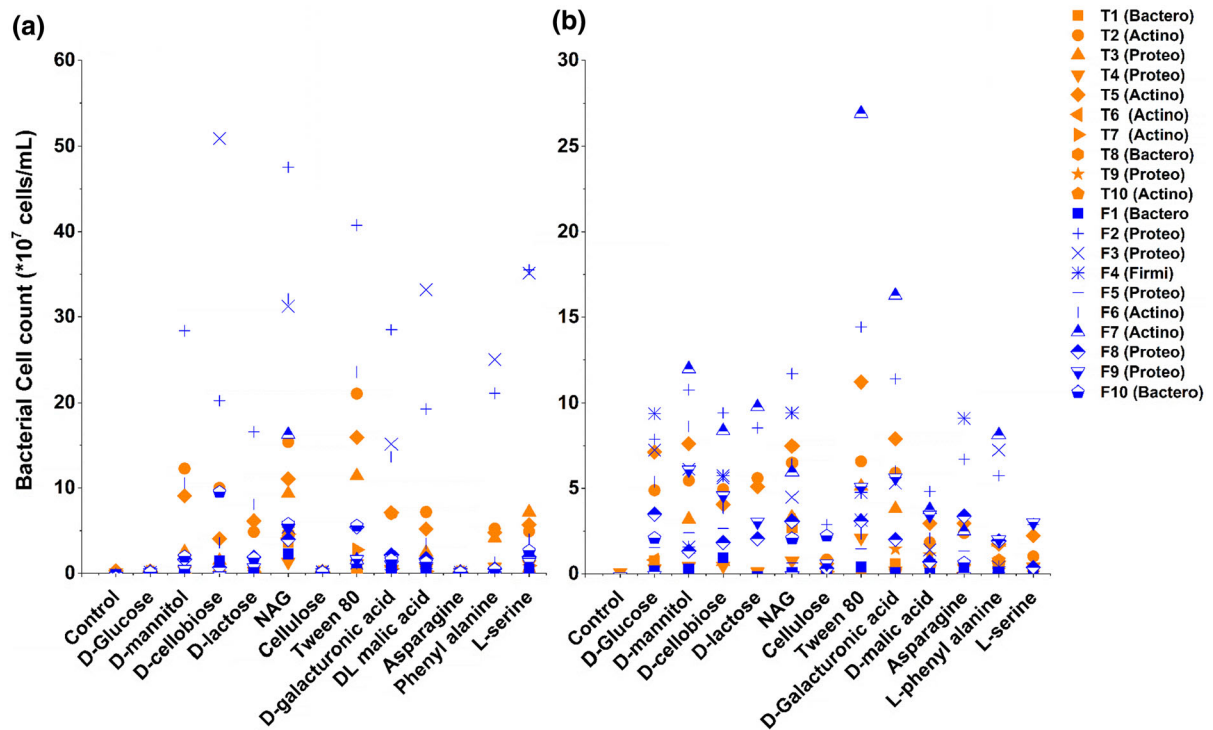 (a)
(b)
Bacterial Cell count (*10⁷ cells/mL)
60
50
40
30
20
10
0
Control
D-Glucose
D-mannitol
D-cellobiose
D-lactose
NAG
Cellulose
Tween 80
D-galacturonic acid
DL malic acid
Asparagine
Phenyl alanine
L-serine
30
25
20
15
10
5
0
Control
D-Glucose
D-mannitol
D-cellobiose
D-lactose
NAG
Cellulose
Tween 80
D-Galacturonic acid
D-malic acid
Asparagine
L-phenyl alanine
L-serine
T1 (Bactero)
T2 (Actino)
T3 (Proteo)
T4 (Proteo)
T5 (Actino)
T6 (Actino)
T7 (Actino)
T8 (Bactero)
T9 (Proteo)
T10 (Actino)
F1 (Bactero
F2 (Proteo)
F3 (Proteo)
F4 (Firmi)
F5 (Proteo)
F6 (Actino)
F7 (Actino)
F8 (Proteo)
F9 (Proteo)
F10 (Bactero)